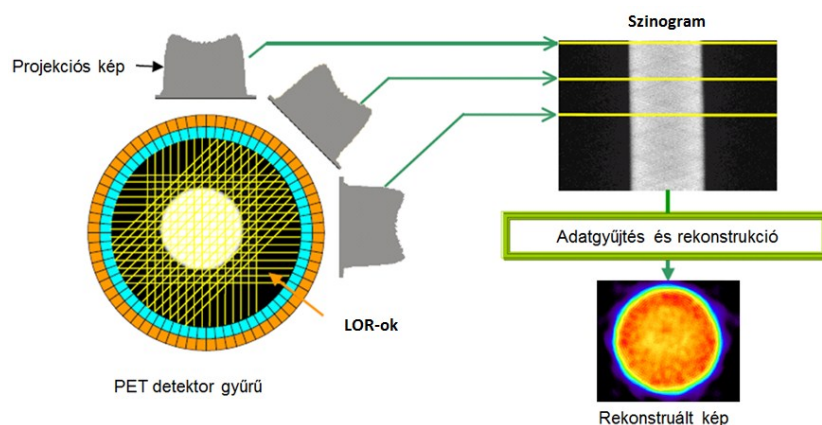 Szinogram
Projekciós kép
Adatgyűjtés és rekonstrukció
LOR-ok
PET detektor gyűrű
Rekonstruált kép